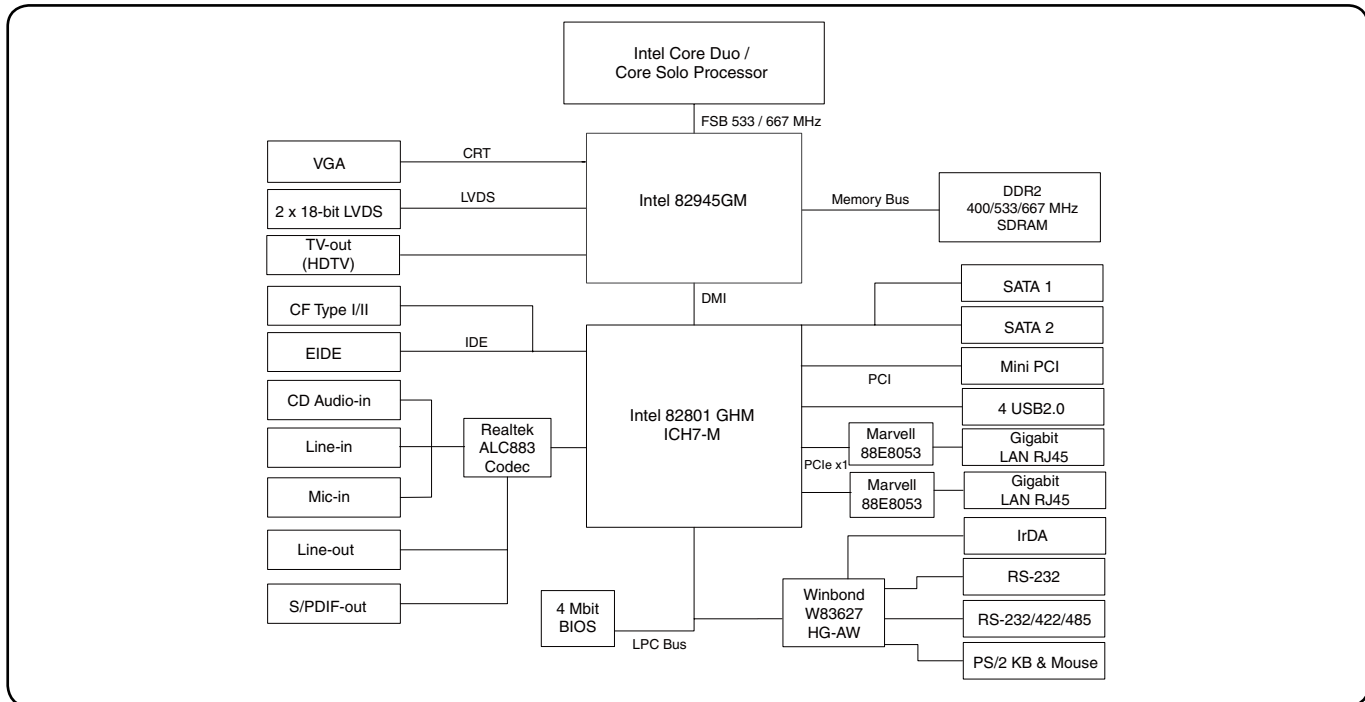 Intel Core Duo /
Core Solo Processor
FSB 533 / 667 MHz
VGA
CRT
2 x 18-bit LVDS
LVDS
TV-out
(HDTV)
Intel 82945GM
Memory Bus
DDR2
400/533/667 MHz
SDRAM
DMI
CF Type I/II
EIDE
IDE
CD Audio-in
Line-in
Mic-in
Line-out
S/PDIF-out
Realtek
ALC883
Codec
Intel 82801 GHM
ICH7-M
SATA 1
SATA 2
PCI
Mini PCI
4 USB2.0
PCIe x1
Marvell
88E8053
Gigabit
LAN RJ45
Marvell
88E8053
Gigabit
LAN RJ45
4 Mbit
BIOS
LPC Bus
Winbond
W83627
HG-AW
IrDA
RS-232
RS-232/422/485
PS/2 KB & Mouse